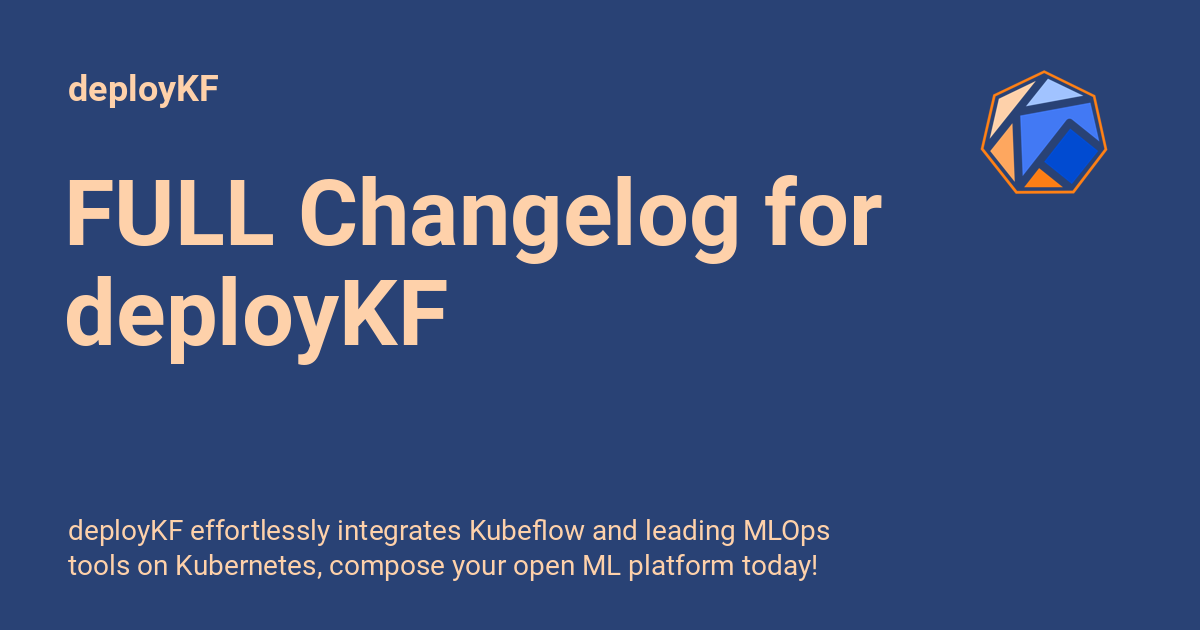 deployKF
FULL Changelog for
deployKF
deployKF effortlessly integrates Kubeflow and leading MLOps
tools on Kubernetes, compose your open ML platform today!